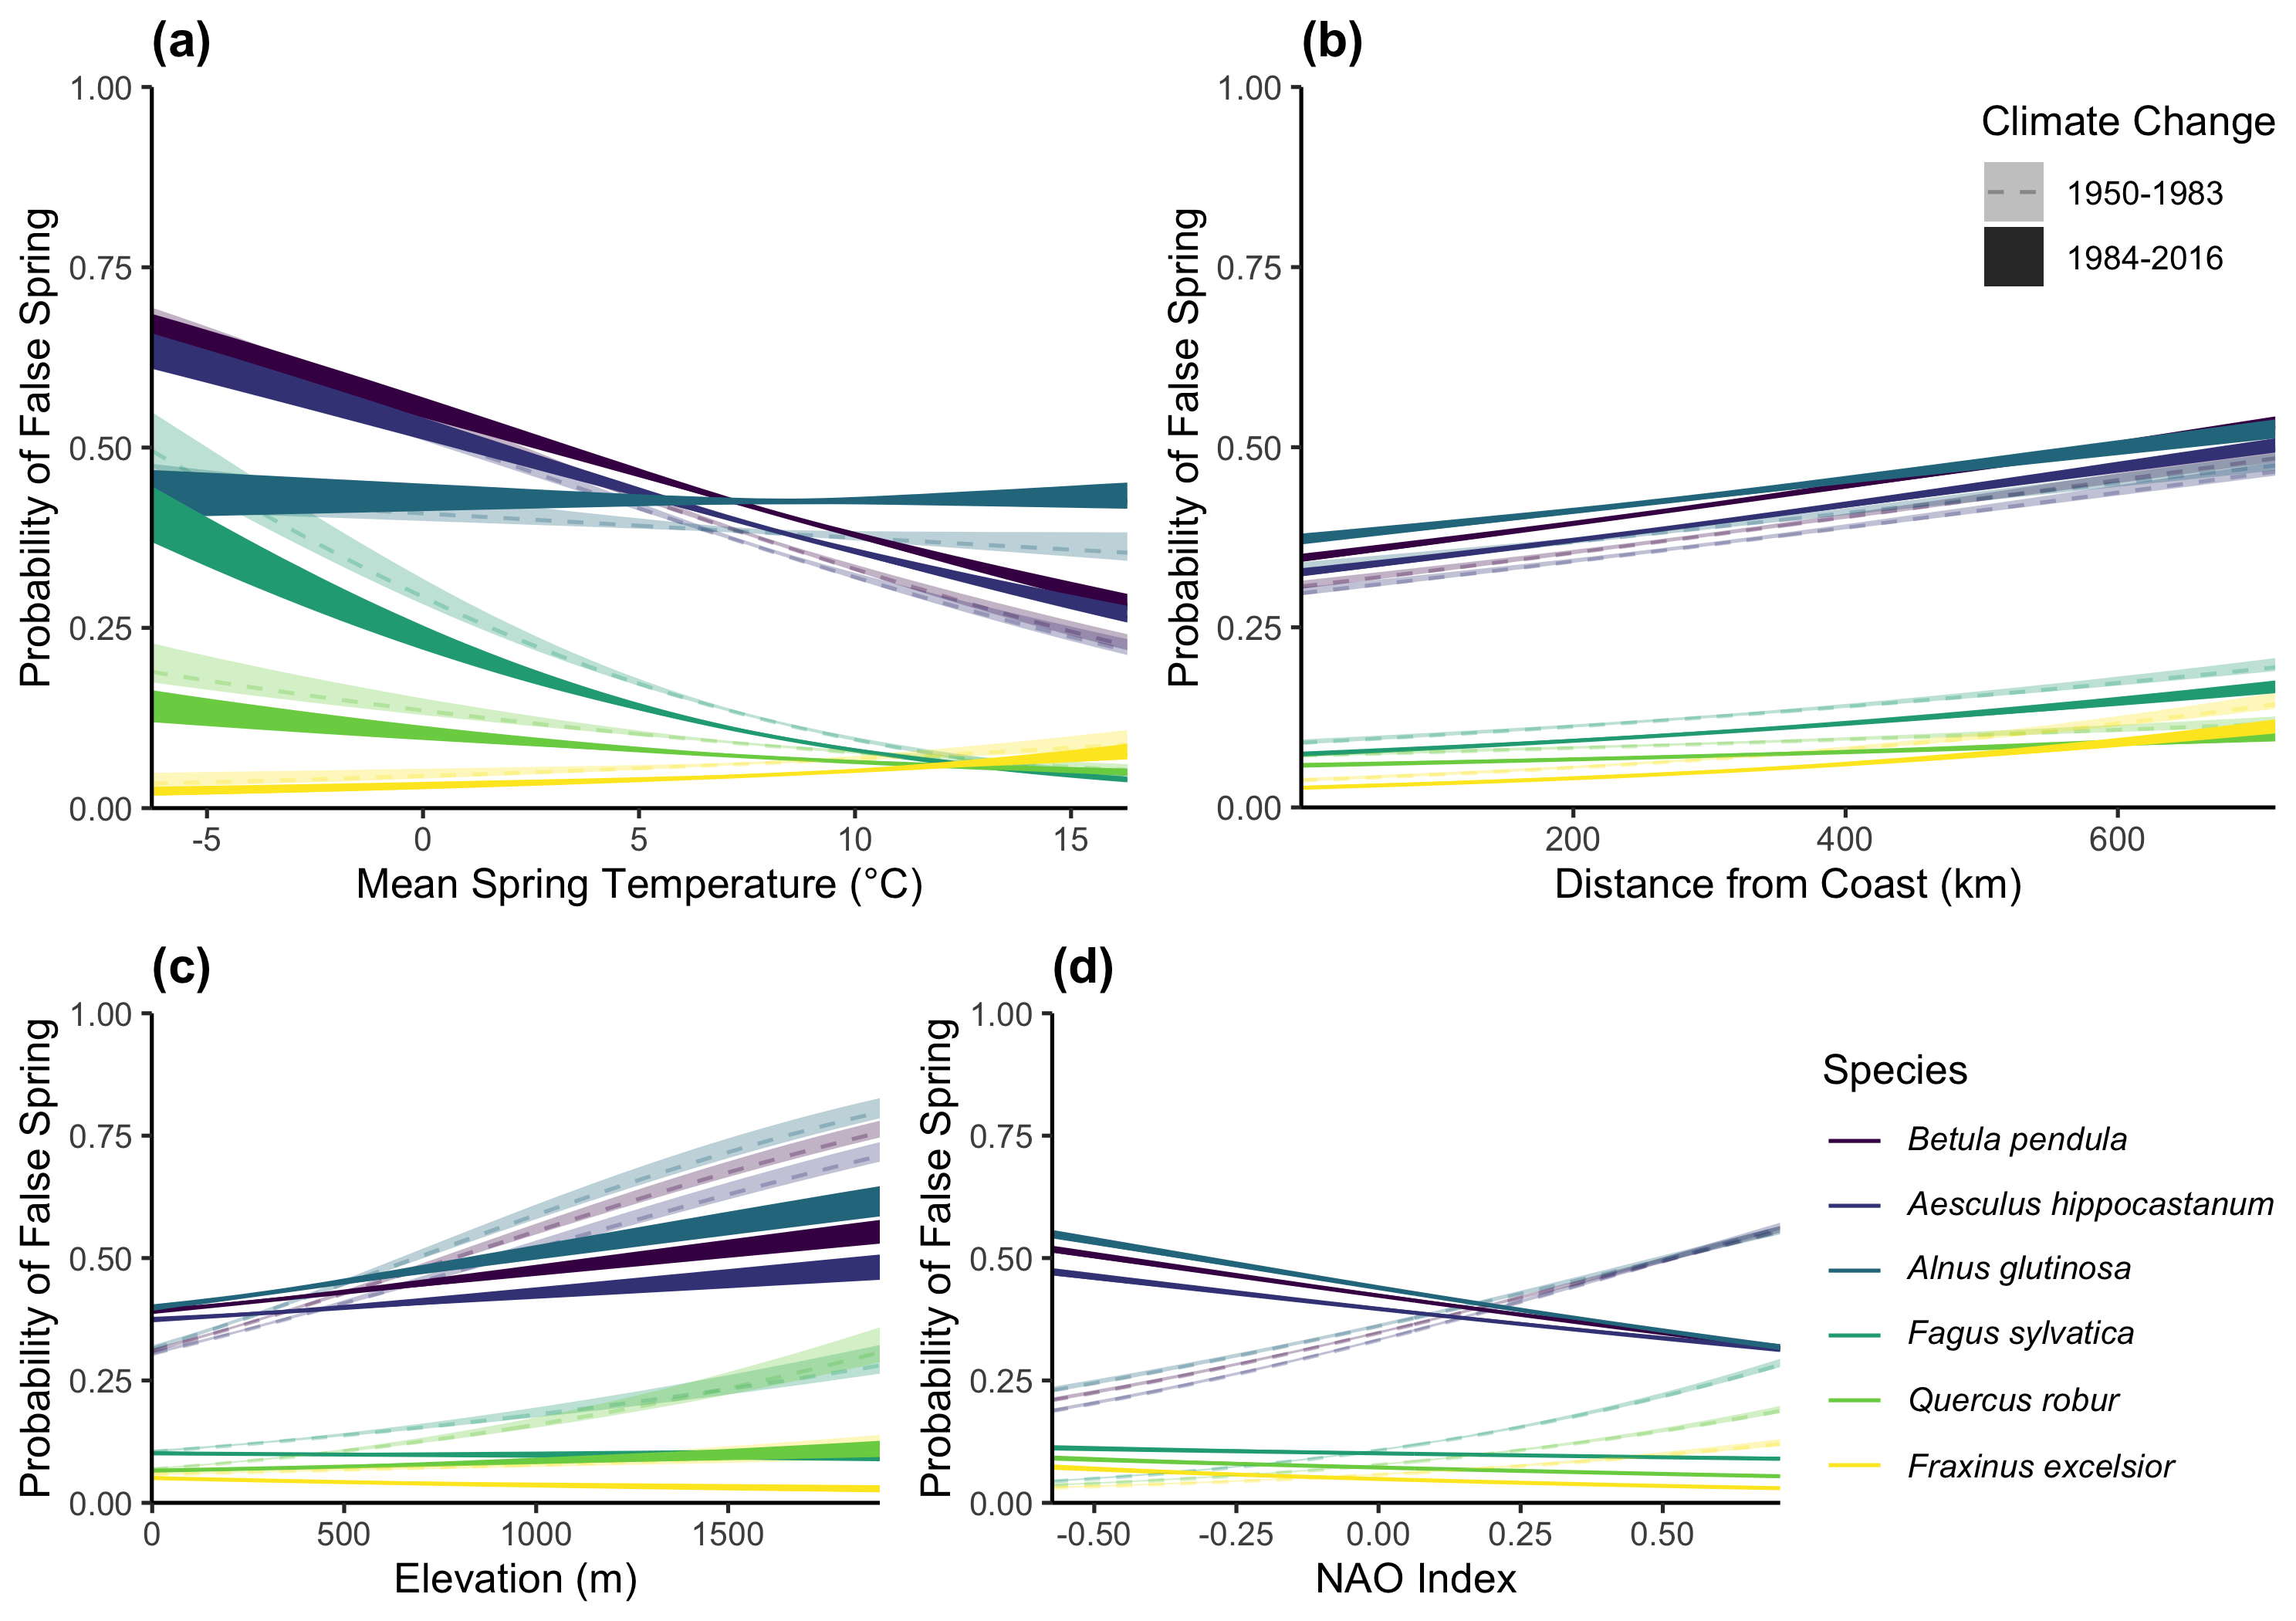 (a)
1.00
0.75
0.50
0.25
0.00
Probability of False Spring
-5 0 5 10 15
Mean Spring Temperature (°C)
(b)
1.00
0.75
0.50
0.25
0.00
Probability of False Spring
200 400 600
Distance from Coast (km)
Climate Change
1950-1983
1984-2016
(c)
1.00
0.75
0.50
0.25
0.00
Probability of False Spring
0 500 1000 1500
Elevation (m)
(d)
1.00
0.75
0.50
0.25
0.00
Probability of False Spring
-0.50 -0.25 0.00 0.25 0.50
NAO Index
Species
Betula pendula
Aesculus hippocastanum
Alnus glutinosa
Fagus sylvatica
Quercus robur
Fraxinus excelsior